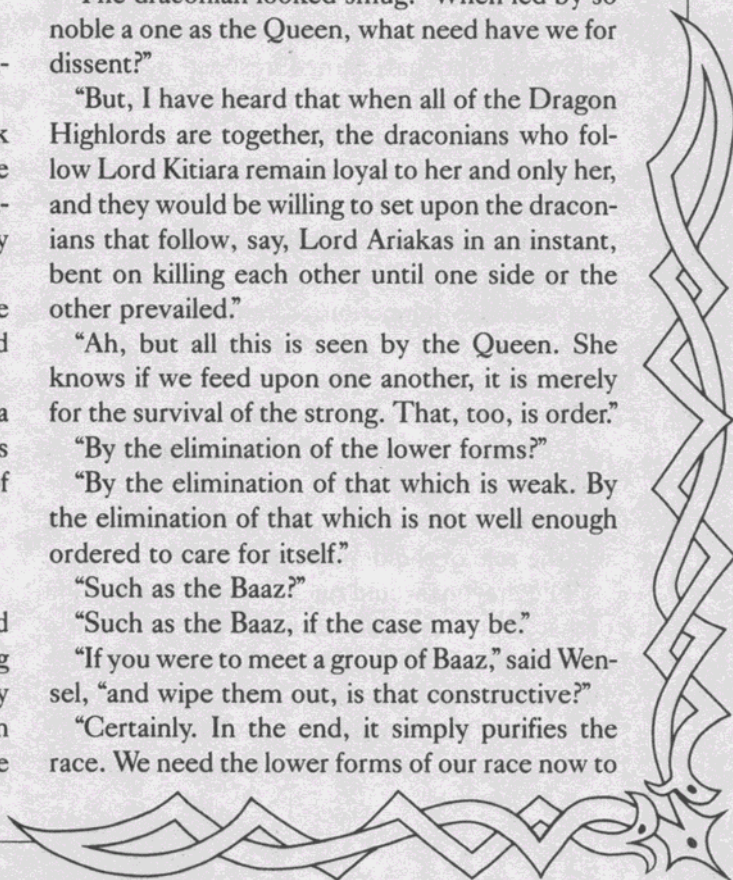 The draconian looked smug. "When led by so
noble a one as the Queen, what need have we for
dissent?"
"But, I have heard that when all of the Dragon
Highlords are together, the draconians who fol-
low Lord Kitiara remain loyal to her and only her,
and they would be willing to set upon the dracon-
ians that follow, say, Lord Ariakas in an instant,
bent on killing each other until one side or the
other prevailed."
"Ah, but all this is seen by the Queen. She
knows if we feed upon one another, it is merely
for the survival of the strong. That, too, is order."
"By the elimination of the lower forms?"
"By the elimination of that which is weak. By
the elimination of that which is not well enough
ordered to care for itself."
"Such as the Baaz?"
"Such as the Baaz, if the case may be."
"If you were to meet a group of Baaz," said Wen-
sel, "and wipe them out, is that constructive?"
"Certainly. In the end, it simply purifies the
race. We need the lower forms of our race now to